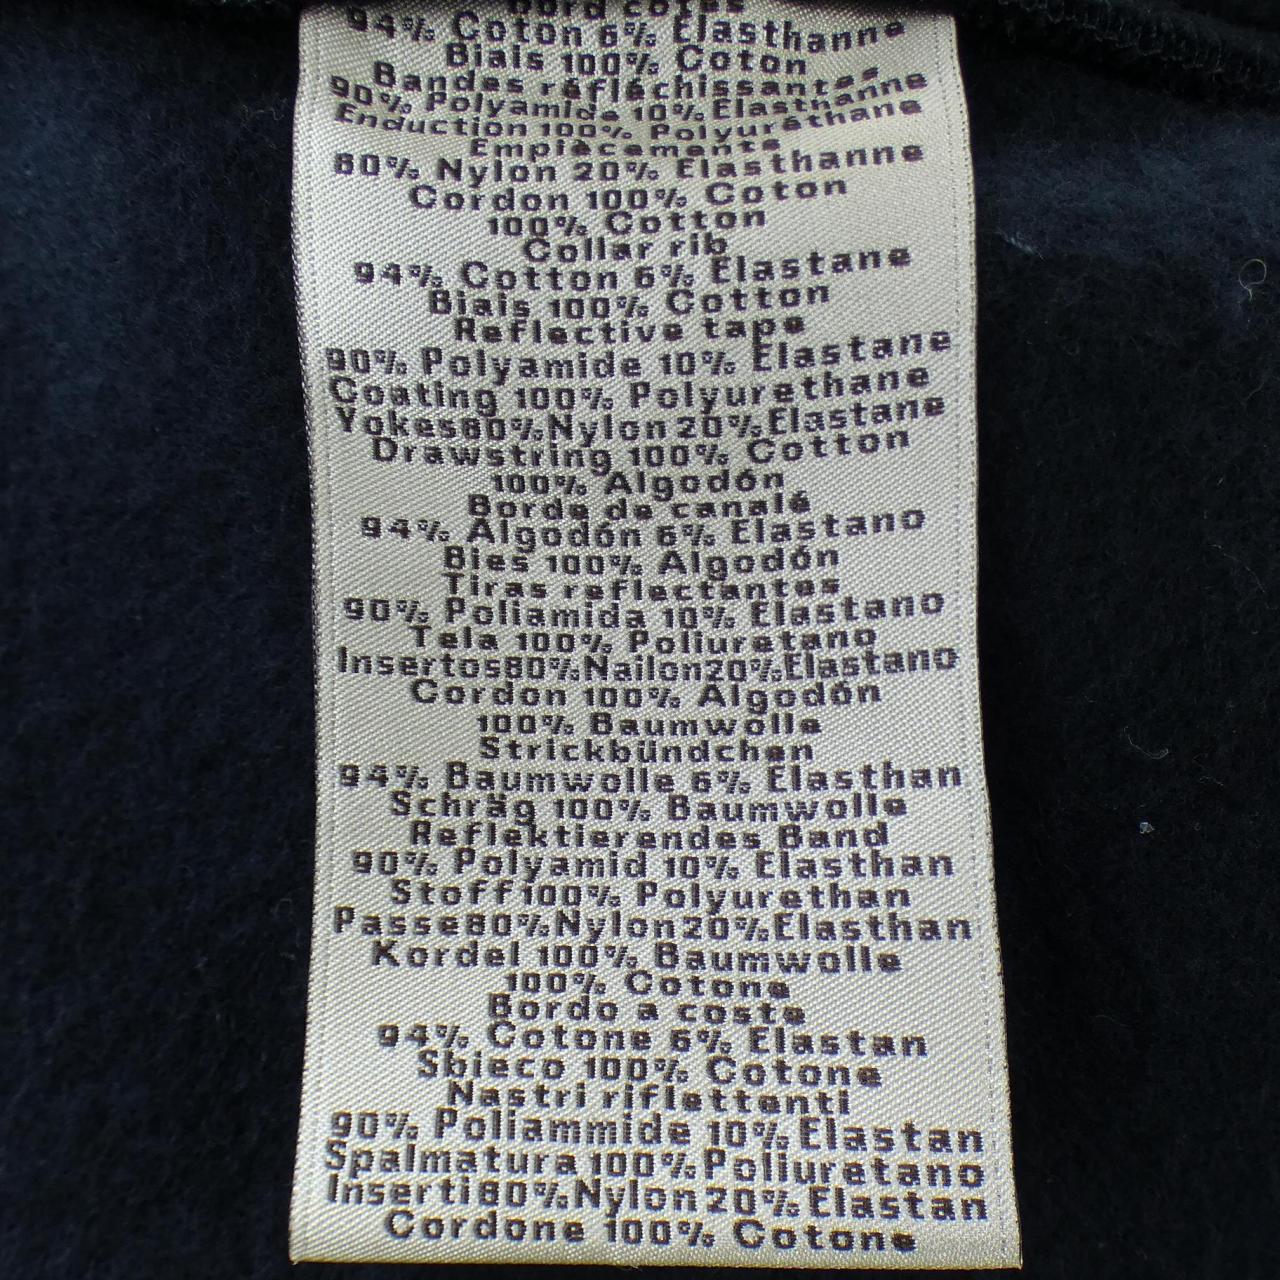 bord côtes
94% Coton 6% Elasthanne
Biais 100% Coton
Bandes réfléchissantes
90% Polyamide 10% Elasthanne
Enduction 100% Polyuréthane
Empiècements
80% Nylon 20% Elasthanne
Cordon 100% Coton
100% Cotton
Collar rib
94% Cotton 6% Elastane
Biais 100% Cotton
Reflective tape
90% Polyamide 10% Elastane
Coating 100% Polyurethane
Yokes80%Nylon20%Elastane
Drawstring 100% Cotton
100% Algodón
Borde de canalé
94% Algodón 6% Elastano
Bies 100% Algodón
Tiras reflectantes
90% Poliamida 10% Elastano
Tela 100% Poliuretano
Insertos80%Nailon20%Elastano
Cordon 100% Algodón
100% Baumwolle
Strickbündchen
94% Baumwolle 6% Elasthan
Schräg 100% Baumwolle
Reflektierendes Band
90% Polyamid 10% Elasthan
Stoff100% Polyurethan
Passe80%Nylon20%Elasthan
Kordel 100% Baumwolle
100% Cotone
Bordo a coste
94% Cotone 6% Elastan
Sbieco 100% Cotone
Nastri riflettenti
90% Poliammide 10% Elastan
Spalmatura100%Poliuretano
Inserti80%Nylon20%Elastan
Cordone 100% Cotone